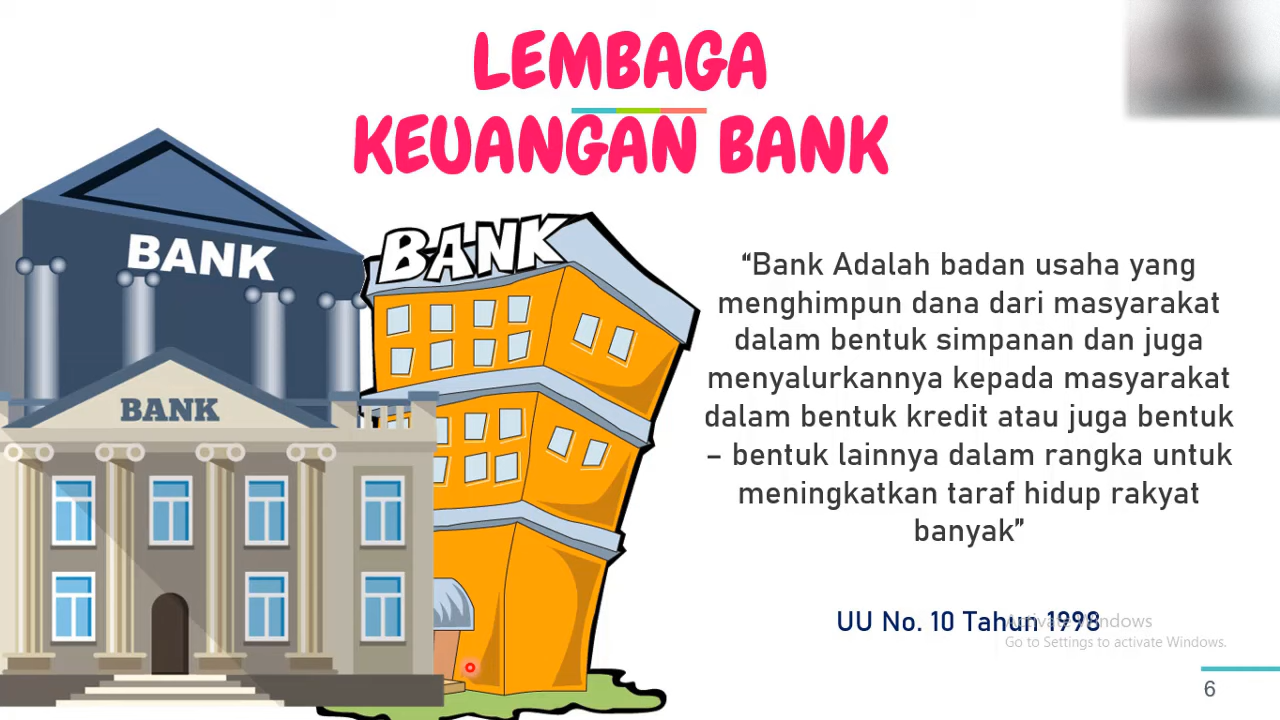 LEMBAGA
KEUANGAN BANK
BANK
BANK
BANK
“Bank Adalah badan usaha yang
menghimpun dana dari masyarakat
dalam bentuk simpanan dan juga
menyalurkannya kepada masyarakat
dalam bentuk kredit atau juga bentuk
– bentuk lainnya dalam rangka untuk
meningkatkan taraf hidup rakyat
banyak”
UU No. 10 Tahun 1998
Activate Windows
Go to Settings to activate Windows.
6